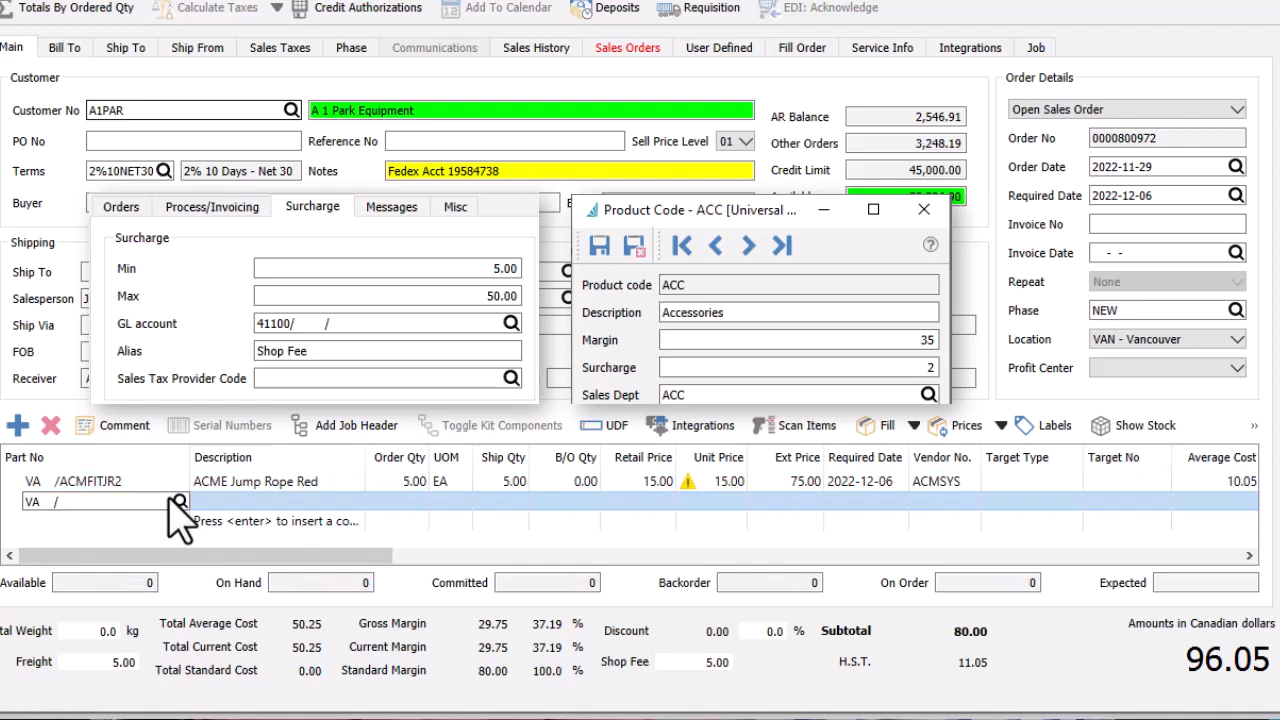 Totals By Ordered Qty Calculate Taxes Credit Authorizations Add To Calendar Deposits Requisition EDI: Acknowledge
Main Bill To Ship To Ship From Sales Taxes Phase Communications Sales History Sales Orders User Defined Fill Order Service Info Integrations Job
Customer
Customer No A1PAR A 1 Park Equipment
PO No Reference No Sell Price Level 01
Terms 2%10NET30 2% 10 Days - Net 30 Notes Fedex Acct 19584738
Buyer
AR Balance 2,546.91
Other Orders 3,248.19
Credit Limit 45,000.00
Order Details
Open Sales Order
Order No 0000800972
Order Date 2022-11-29
Required Date 2022-12-06
Invoice No
Invoice Date - -
Repeat None
Phase NEW
Location VAN - Vancouver
Profit Center
Shipping
Ship To
Salesperson
Ship Via
FOB
Receiver
Orders Process/Invoicing Surcharge Messages Misc
Surcharge
Min 5.00
Max 50.00
GL account 41100/ /
Alias Shop Fee
Sales Tax Provider Code
Product Code - ACC [Universal ...
Product code ACC
Description Accessories
Margin 35
Surcharge 2
Sales Dept ACC
Comment Serial Numbers Add Job Header Toggle Kit Components UDF Integrations Scan Items Fill Prices Labels Show Stock »
Part No Description Order Qty UOM Ship Qty B/O Qty Retail Price Unit Price Ext Price Required Date Vendor No. Target Type Target No Average Cost
VA /ACMFITJR2 ACME Jump Rope Red 5.00 EA 5.00 0.00 15.00 15.00 75.00 2022-12-06 ACMSYS 10.05
VA /
Press <enter> to insert a co...
Available 0 On Hand 0 Committed 0 Backorder 0 On Order 0 Expected
tal Weight 0.0 kg Total Average Cost 50.25 Gross Margin 29.75 37.19 % Discount 0.00 0.0 % Subtotal 80.00 Amounts in Canadian dollars
Total Current Cost 50.25 Current Margin 29.75 37.19 %
Freight 5.00 Shop Fee 5.00 H.S.T. 11.05 96.05
Total Standard Cost 0.00 Standard Margin 80.00 100.0 %